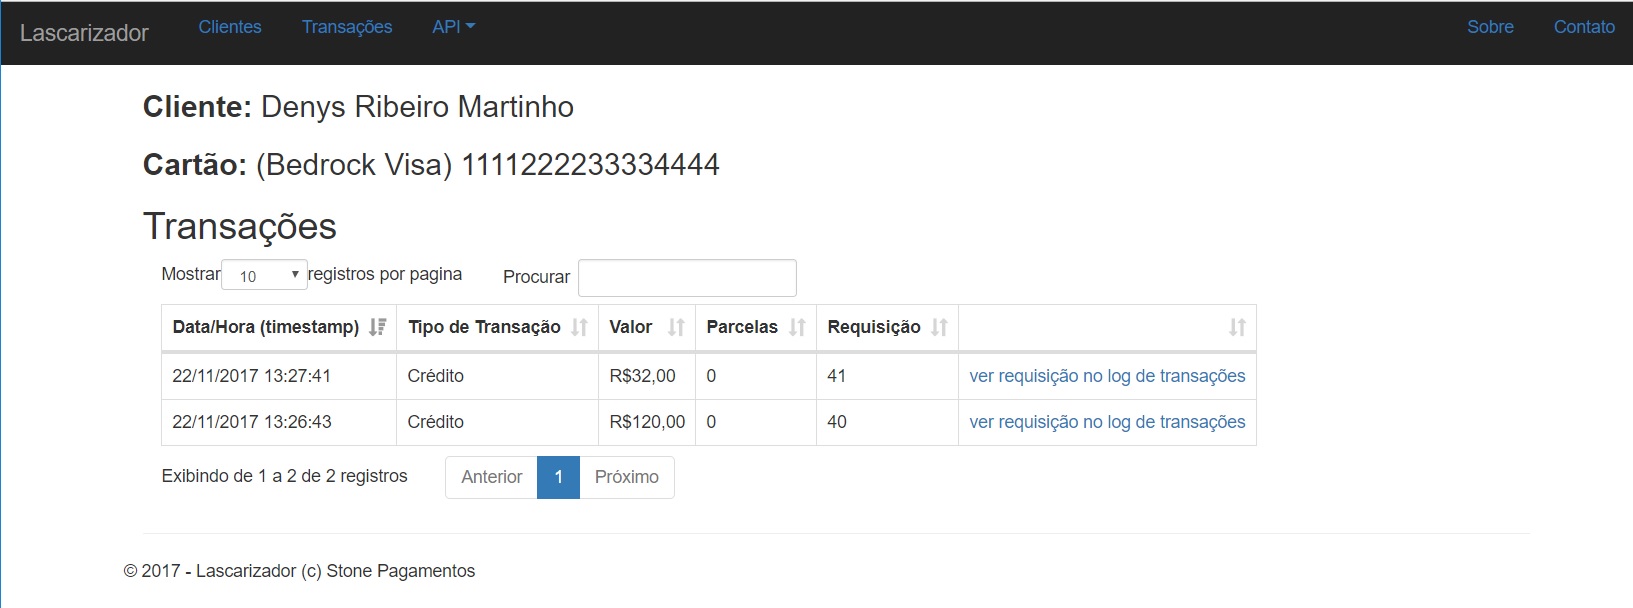 Lascarizador Clientes Transações API Sobre Contato
Cliente: Denys Ribeiro Martinho
Cartão: (Bedrock Visa) 1111222233334444
Transações
Mostrar 10 registros por pagina Procurar
Data/Hora (timestamp) Tipo de Transação Valor Parcelas Requisição
22/11/2017 13:27:41 Crédito R$32,00 0 41 ver requisição no log de transações
22/11/2017 13:26:43 Crédito R$120,00 0 40 ver requisição no log de transações
Exibindo de 1 a 2 de 2 registros Anterior 1 Próximo
© 2017 - Lascarizador (c) Stone Pagamentos